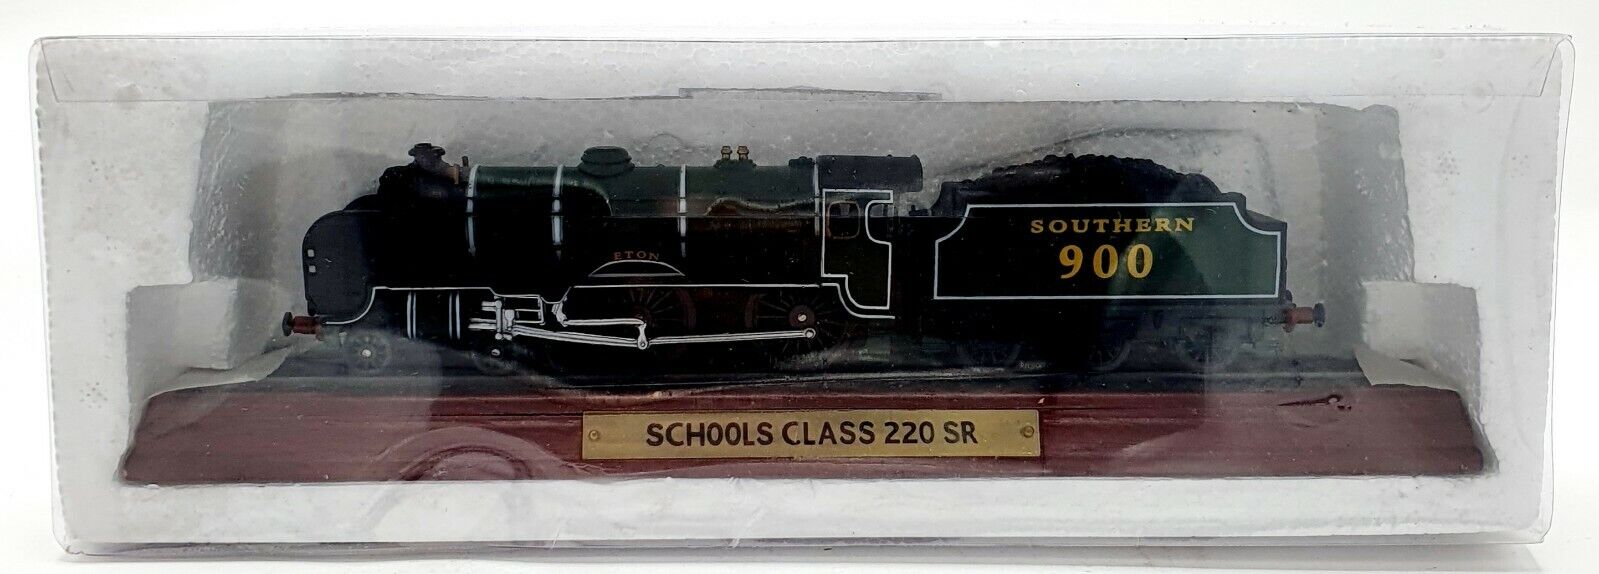 ETON
SOUTHERN
900
SCHOOLS CLASS 220 SR